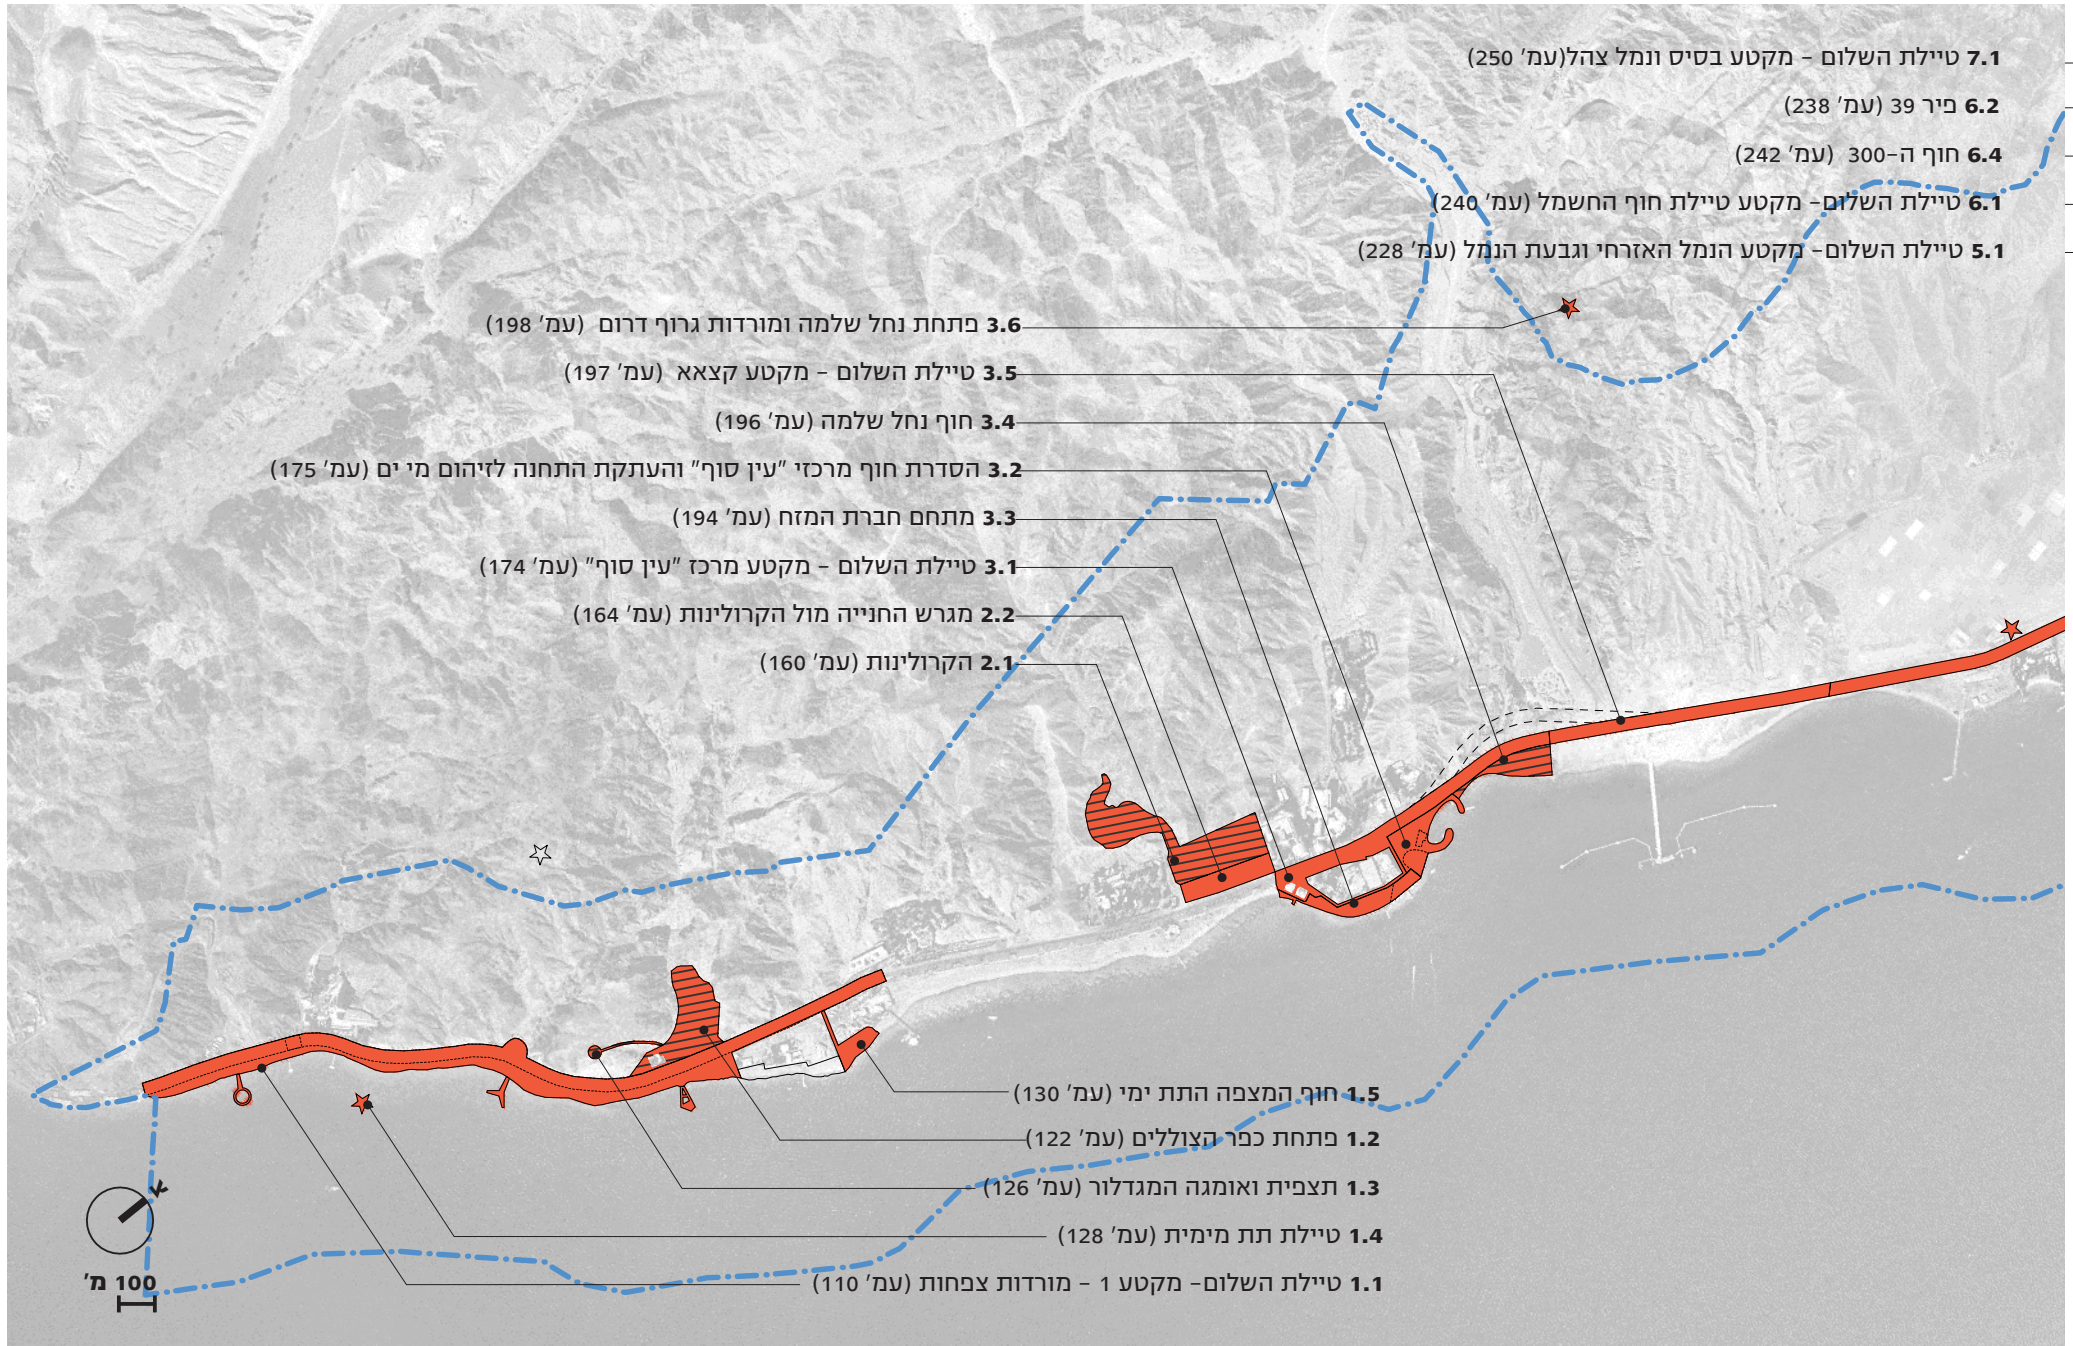 7.1 טיילת השלום – מקטע בסיס ונמל צהל(עמ' 250)
6.2 פיר 39 (עמ' 238)
6.4 חוף ה-300 (עמ' 242)
6.1 טיילת השלום- מקטע טיילת חוף החשמל (עמ' 240)
5.1 טיילת השלום- מקטע הנמל האזרחי וגבעת הנמל (עמ' 228)
3.6 פתחת נחל שלמה ומורדות גרוף דרום (עמ' 198)
3.5 טיילת השלום – מקטע קצאא (עמ' 197)
3.4 חוף נחל שלמה (עמ' 196)
3.2 הסדרת חוף מרכזי "עין סוף" והעתקת התחנה לזיהום מי ים (עמ' 175)
3.3 מתחם חברת המזח (עמ' 194)
3.1 טיילת השלום – מקטע מרכז "עין סוף" (עמ' 174)
2.2 מגרש החנייה מול הקרולינות (עמ' 164)
2.1 הקרולינות (עמ' 160)
1.5 חוף המצפה התת ימי (עמ' 130)
1.2 פתחת כפר הצוללים (עמ' 122)
1.3 תצפית ואומגה המגדלור (עמ' 126)
1.4 טיילת תת מימית (עמ' 128)
1.1 טיילת השלום- מקטע 1 – מורדות צפחות (עמ' 110)
100 מ'